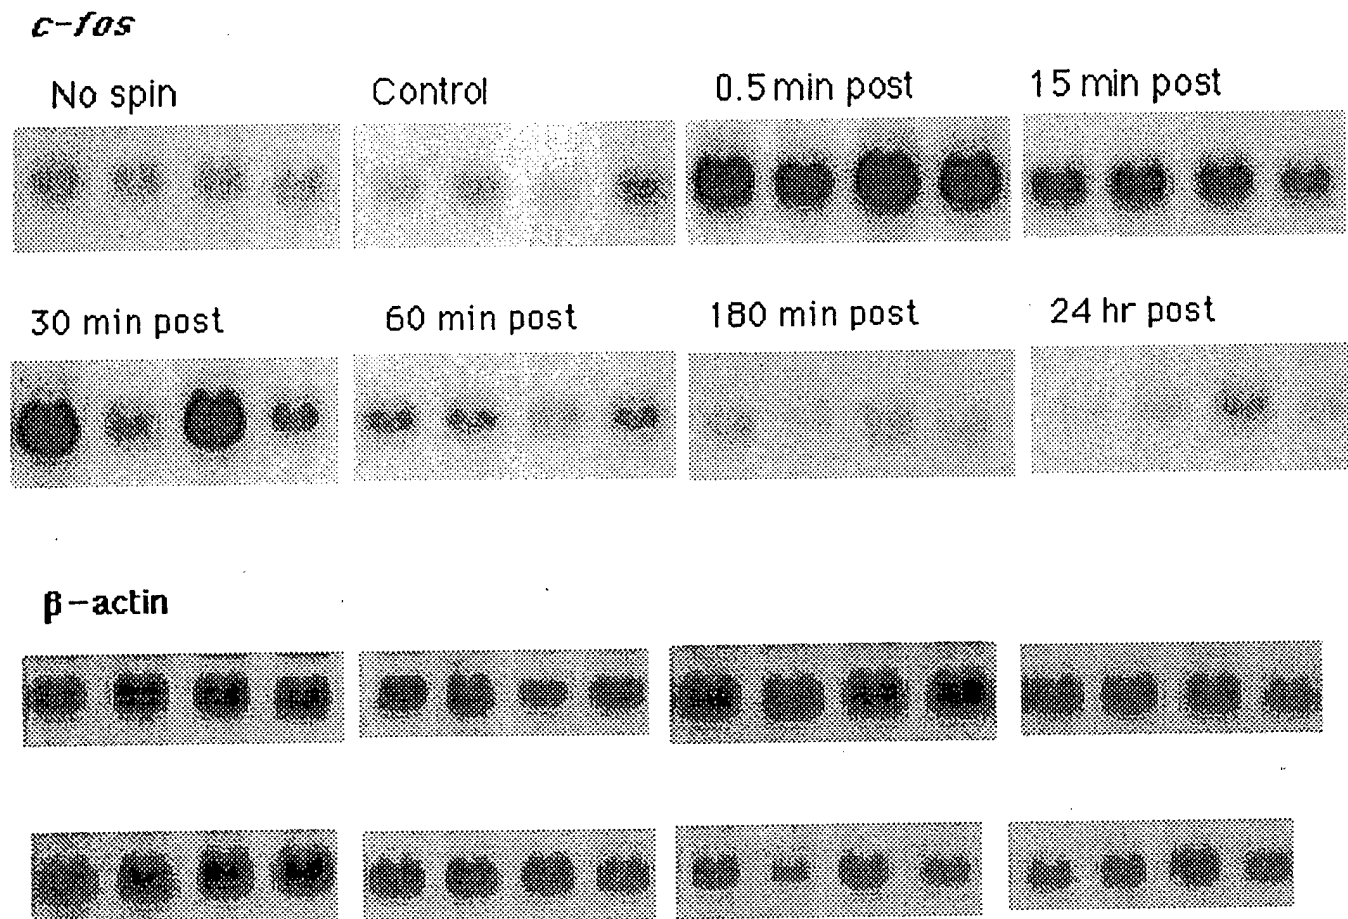 c-fos
No spin Control 0.5 min post 15 min post
30 min post 60 min post 180 min post 24 hr post
β-actin